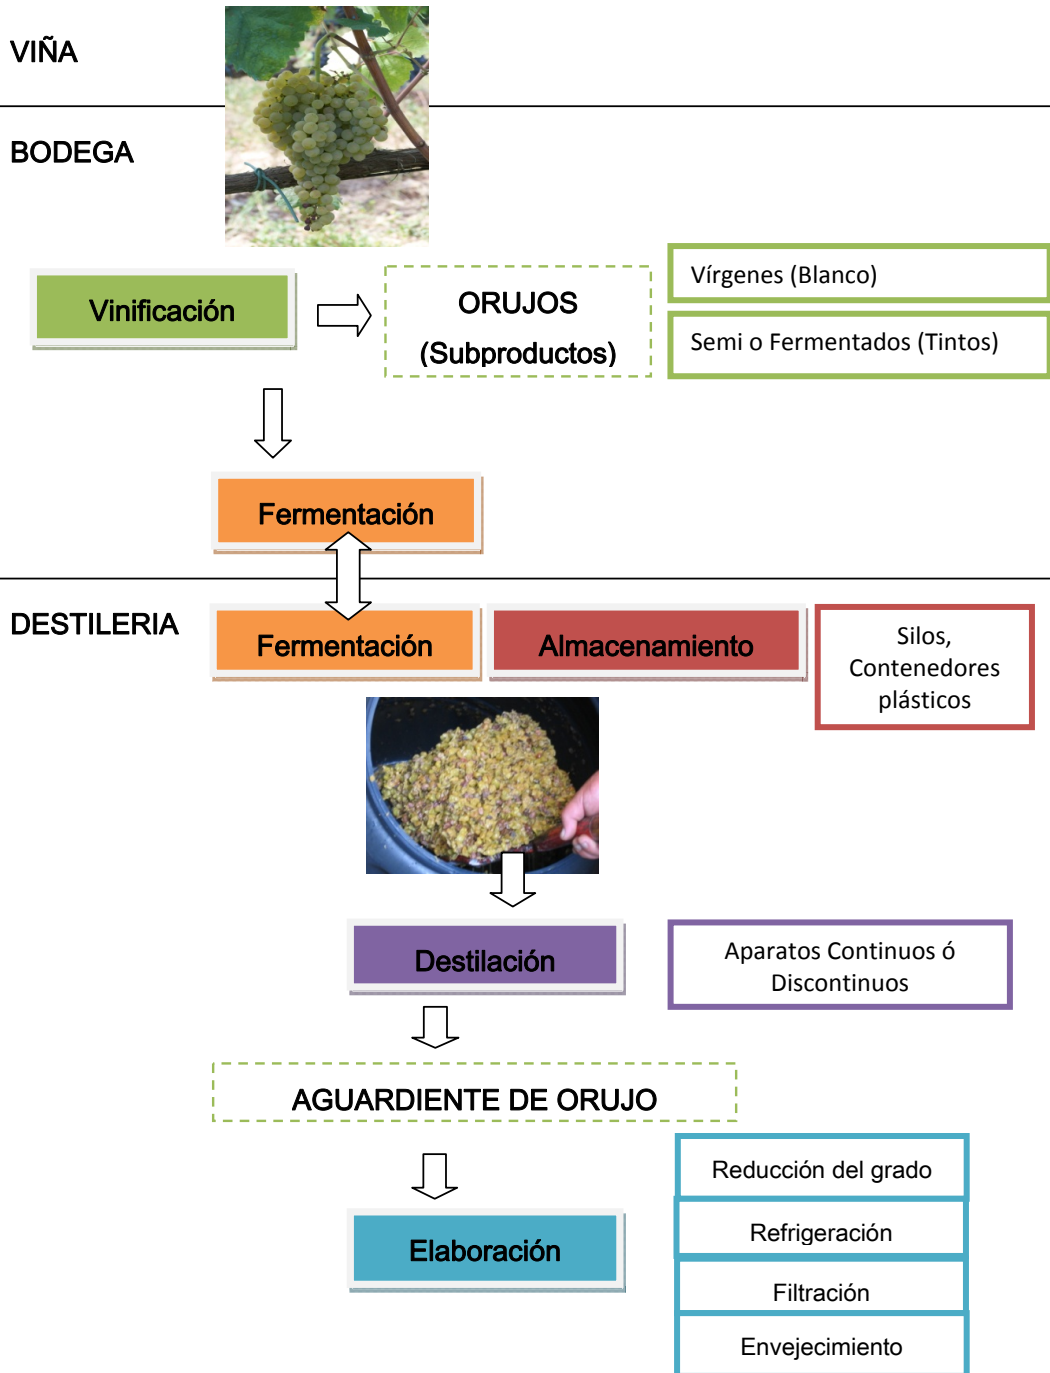 VIÑA
BODEGA
Vinificación
ORUJOS
(Subproductos)
Vírgenes (Blanco)
Semi o Fermentados (Tintos)
Fermentación
DESTILERIA
Fermentación
Almacenamiento
Silos,
Contenedores
plásticos
Destilación
Aparatos Continuos ó
Discontinuos
AGUARDIENTE DE ORUJO
Elaboración
Reducción del grado
Refrigeración
Filtración
Envejecimiento